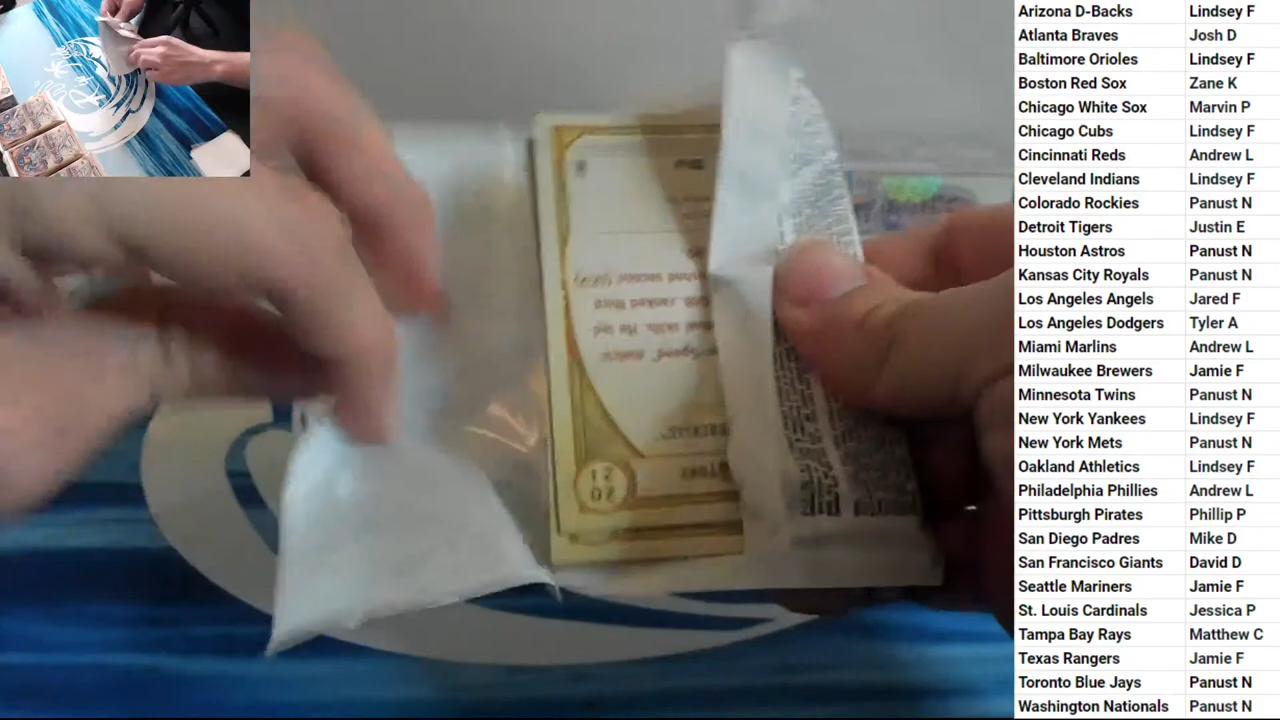 Arizona D-Backs Lindsey F
Atlanta Braves Josh D
Baltimore Orioles Lindsey F
Boston Red Sox Zane K
Chicago White Sox Marvin P
Chicago Cubs Lindsey F
Cincinnati Reds Andrew L
Cleveland Indians Lindsey F
Colorado Rockies Panust N
Detroit Tigers Justin E
Houston Astros Panust N
Kansas City Royals Panust N
Los Angeles Angels Jared F
Los Angeles Dodgers Tyler A
Miami Marlins Andrew L
Milwaukee Brewers Jamie F
Minnesota Twins Panust N
New York Yankees Lindsey F
New York Mets Panust N
Oakland Athletics Lindsey F
Philadelphia Phillies Andrew L
Pittsburgh Pirates Phillip P
San Diego Padres Mike D
San Francisco Giants David D
Seattle Mariners Jamie F
St. Louis Cardinals Jessica P
Tampa Bay Rays Matthew C
Texas Rangers Jamie F
Toronto Blue Jays Panust N
Washington Nationals Panust N